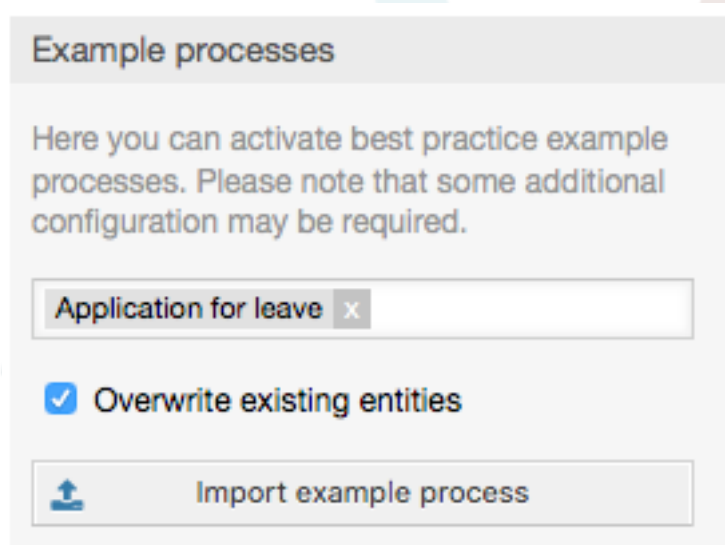 Example processes
Here you can activate best practice example
processes. Please note that some additional
configuration may be required.
Application for leave x
Overwrite existing entities
Import example process